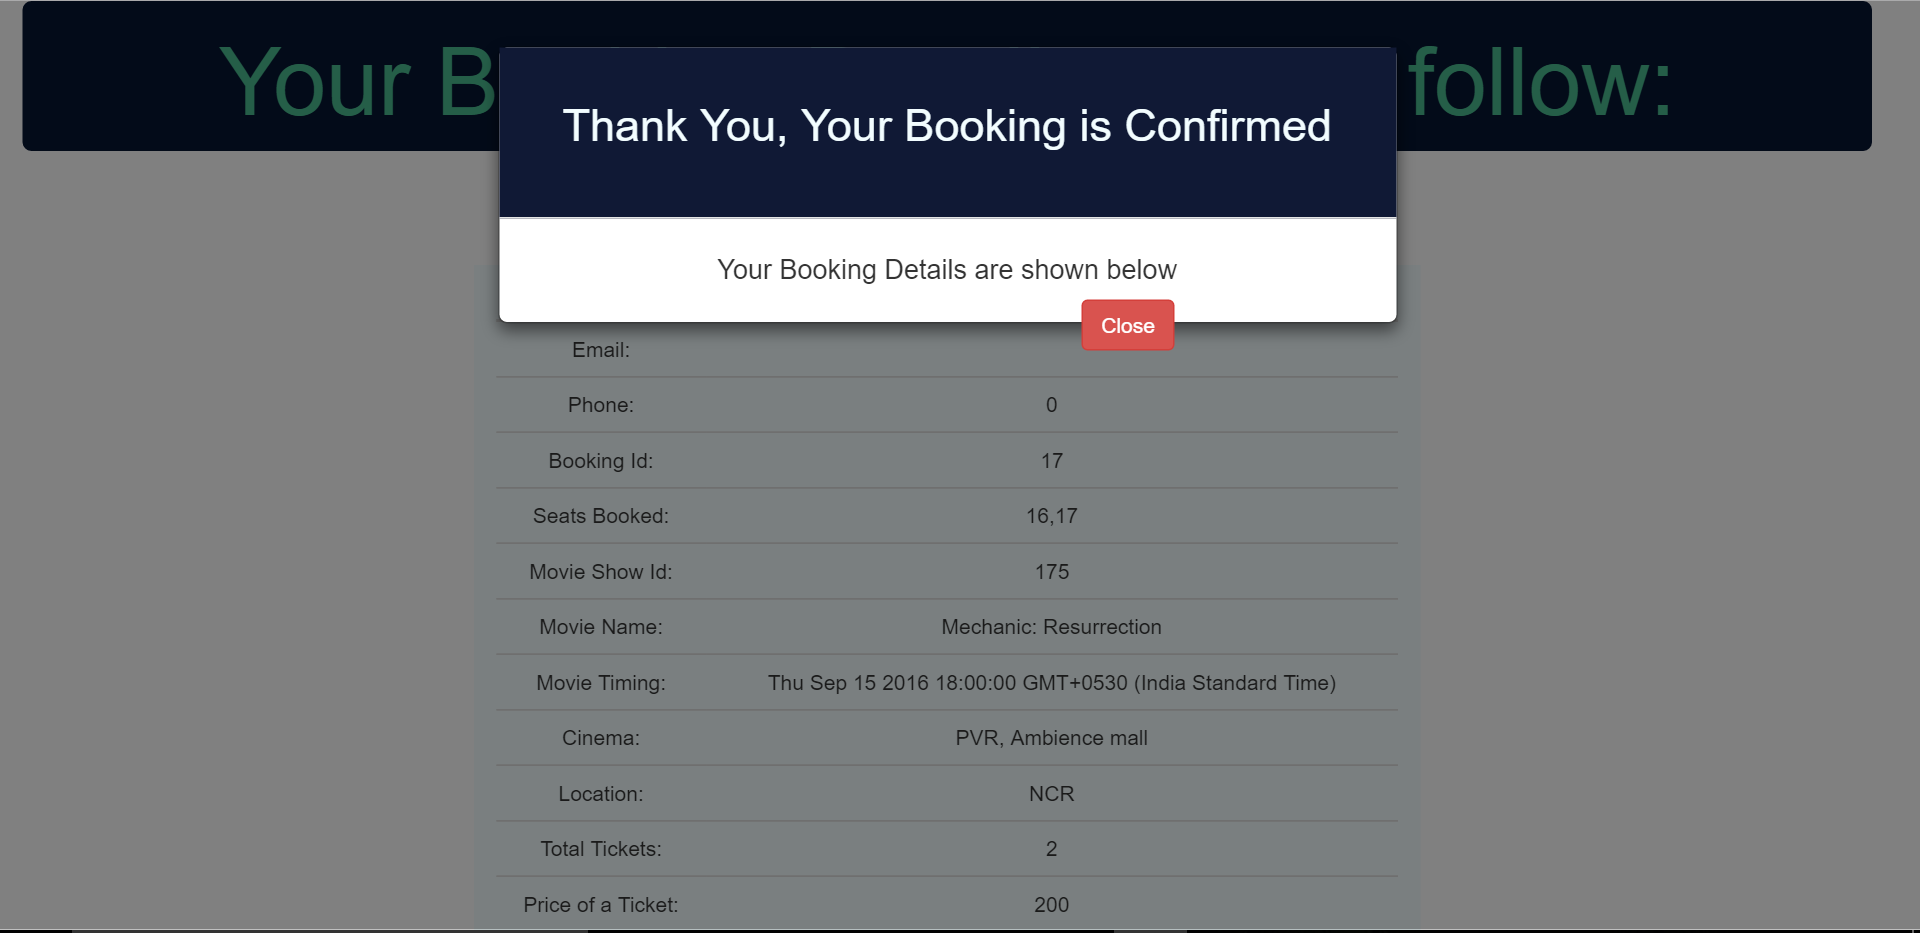 Your B follow:
Thank You, Your Booking is Confirmed
Your Booking Details are shown below
Close
Email:
Phone: 0
Booking Id: 17
Seats Booked: 16,17
Movie Show Id: 175
Movie Name: Mechanic: Resurrection
Movie Timing: Thu Sep 15 2016 18:00:00 GMT+0530 (India Standard Time)
Cinema: PVR, Ambience mall
Location: NCR
Total Tickets: 2
Price of a Ticket: 200